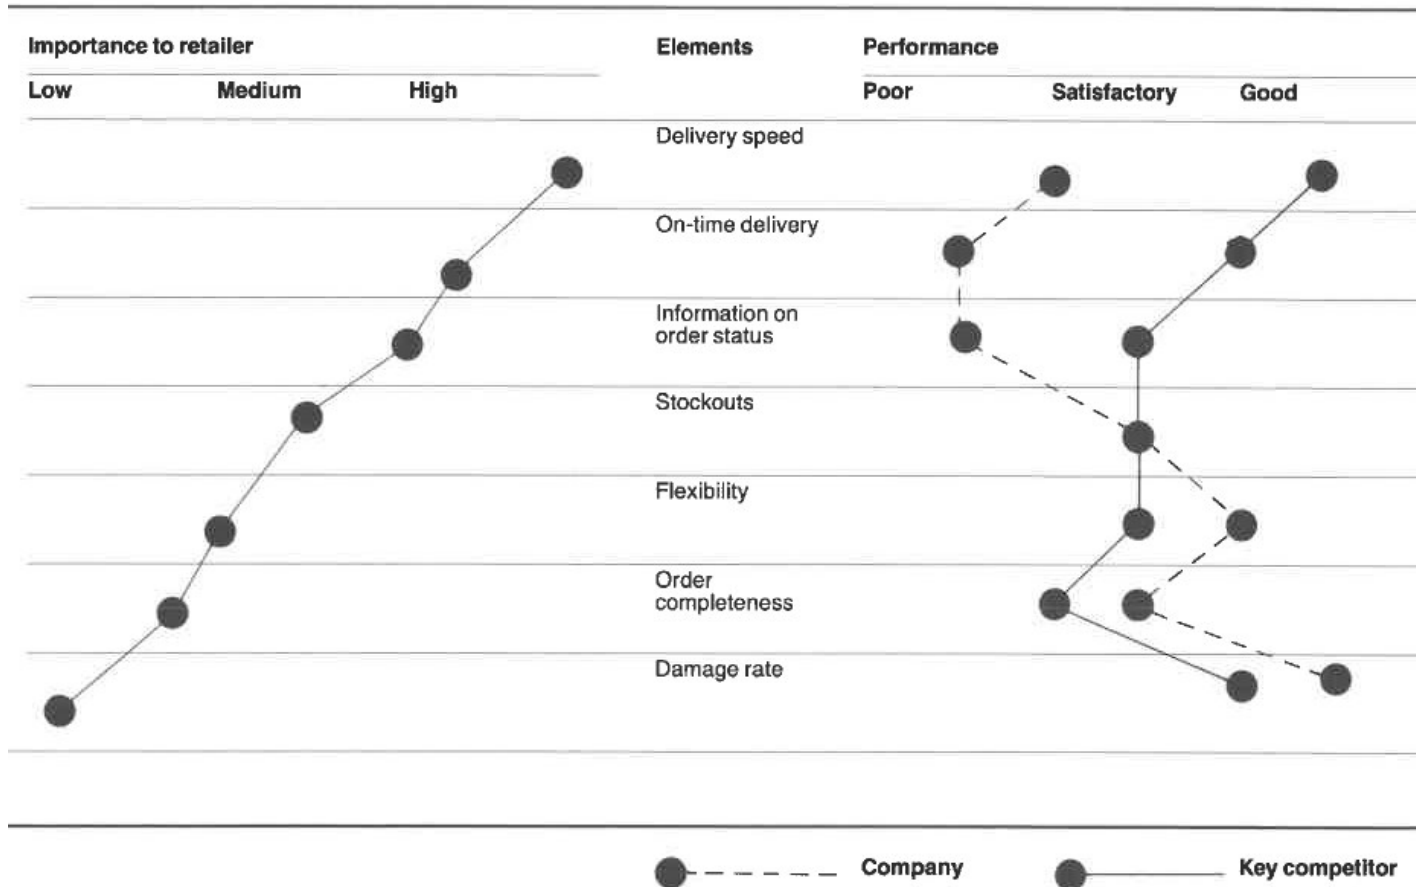 Importance to retailer
Elements
Performance
Low
Medium
High
Poor
Satisfactory
Good
Delivery speed
On-time delivery
Information on
order status
Stockouts
Flexibility
Order
completeness
Damage rate
Company
Key competitor